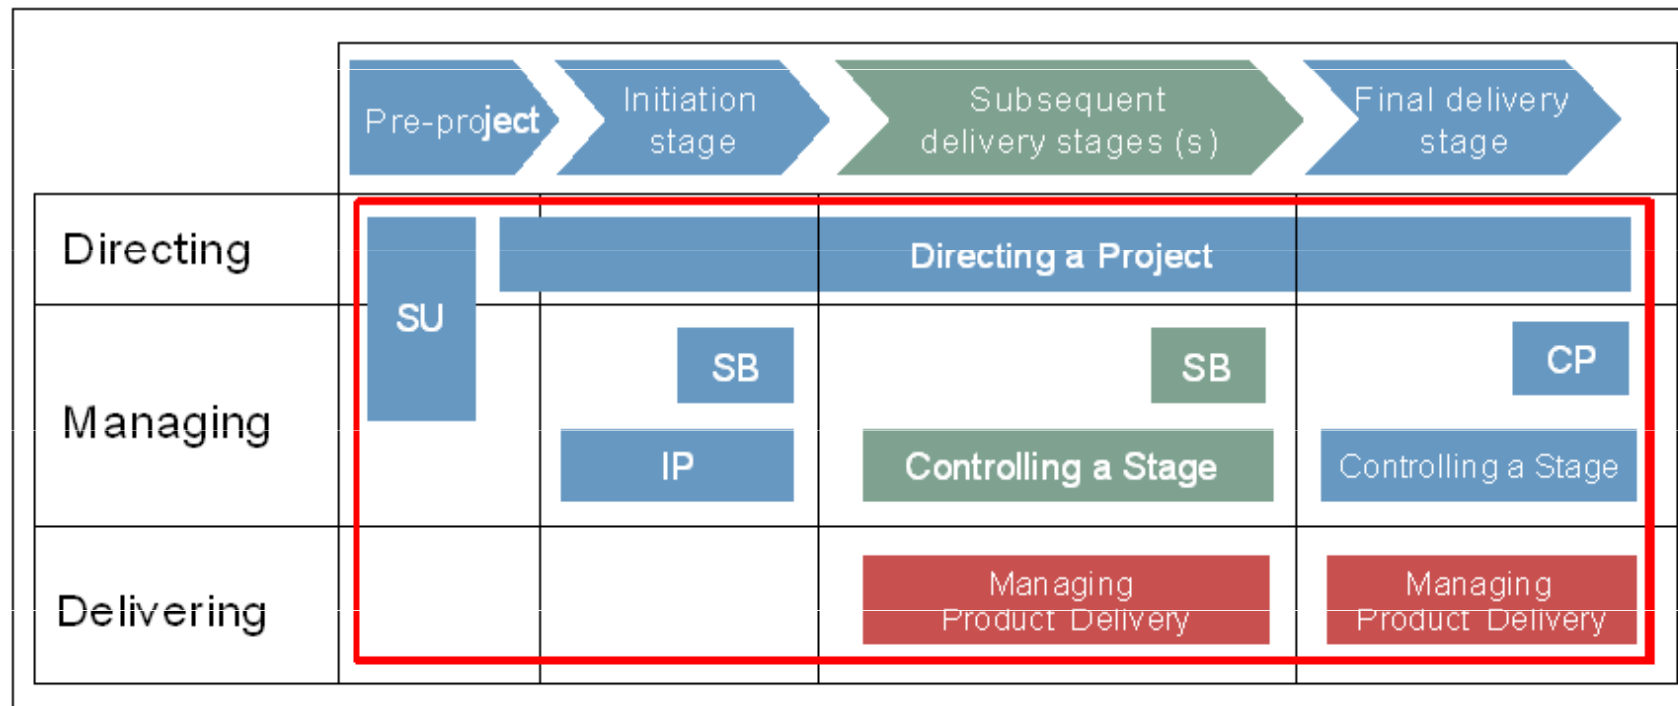 Pre-project
Initiation
stage
Subsequent
delivery stages (s)
Final delivery
stage
Directing
SU
Directing a Project
Managing
SB
SB
CP
IP
Controlling a Stage
Controlling a Stage
Delivering
Managing
Product Delivery
Managing
Product Delivery